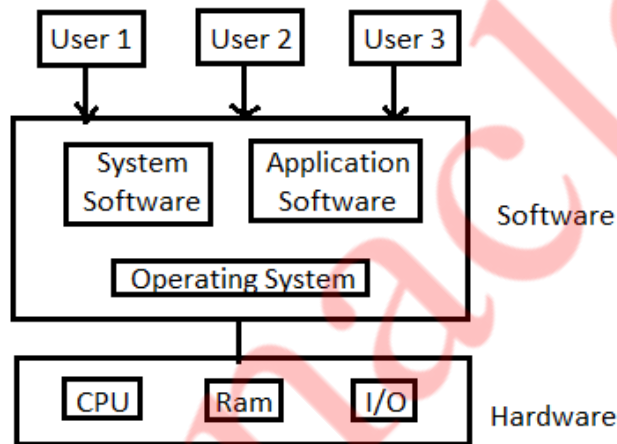 User 1
User 2
User 3
System
Software
Application
Software
Software
Operating System
CPU
Ram
I/O
Hardware